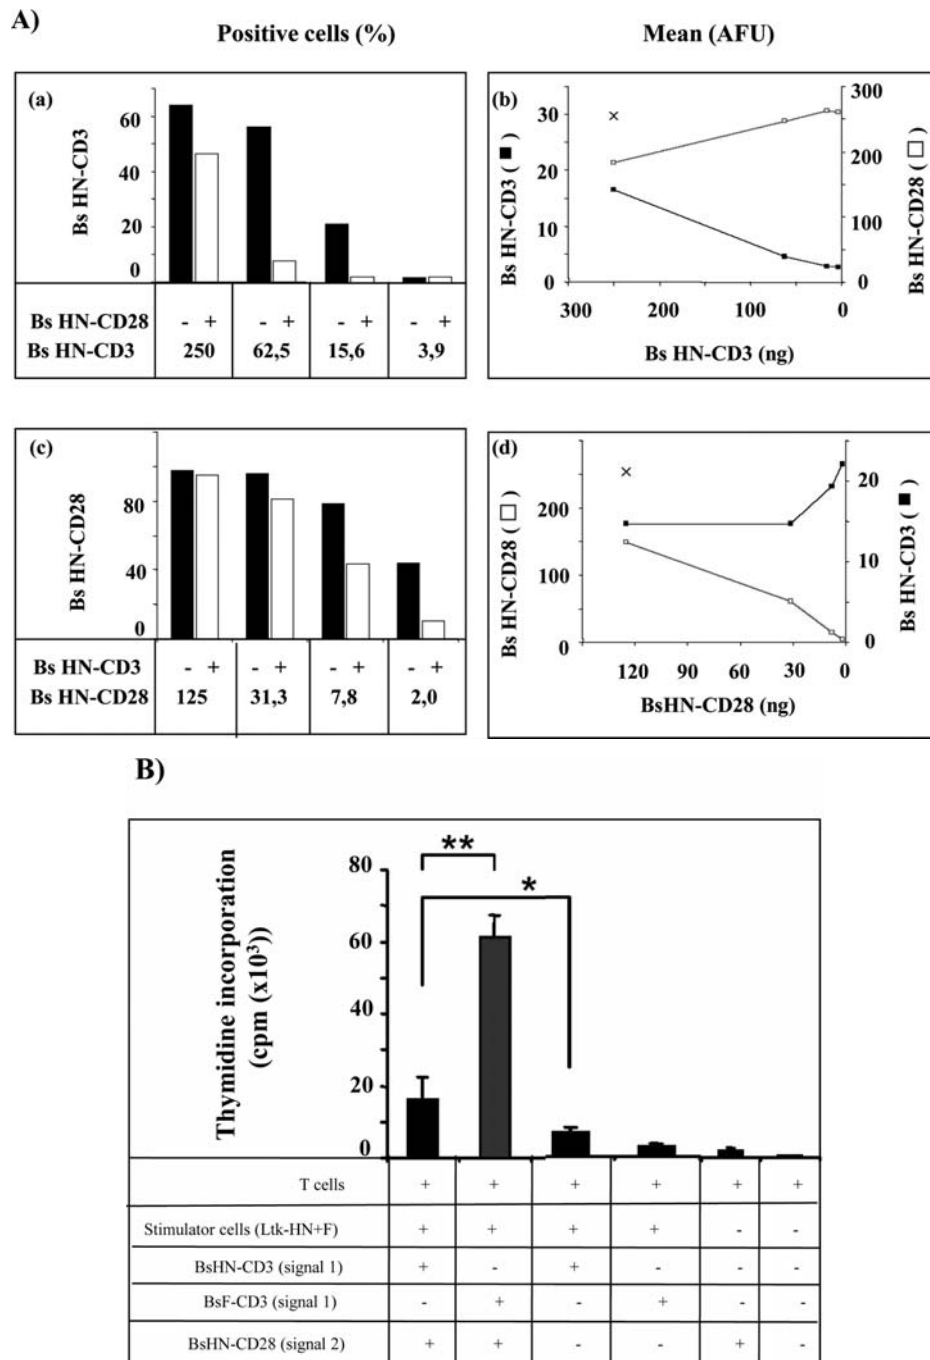 A)
Positive cells (%)
Mean (AFU)
(a)
Bs HN-CD3
60
40
20
0
Bs HN-CD28 - + - + - + - +
Bs HN-CD3 250 62,5 15,6 3,9
(b)
Bs HN-CD3 ( ■ )
30
20
10
0
×
300
200
100
0
Bs HN-CD28 ( □ )
300 200 100 0
Bs HN-CD3 (ng)
(c)
Bs HN-CD28
80
40
0
Bs HN-CD3 - + - + - + - +
Bs HN-CD28 125 31,3 7,8 2,0
(d)
Bs HN-CD28 ( □ )
200
100
0
×
20
10
0
Bs HN-CD3 ( ■ )
120 90 60 30 0
BsHN-CD28 (ng)
B)
Thymidine incorporation
(cpm (x10³))
80
60
40
20
0
**
*
T cells + + + + + +
Stimulator cells (Ltk-HN+F) + + + + - -
BsHN-CD3 (signal 1) + - + - - -
BsF-CD3 (signal 1) - + - + - -
BsHN-CD28 (signal 2) + + - - + -